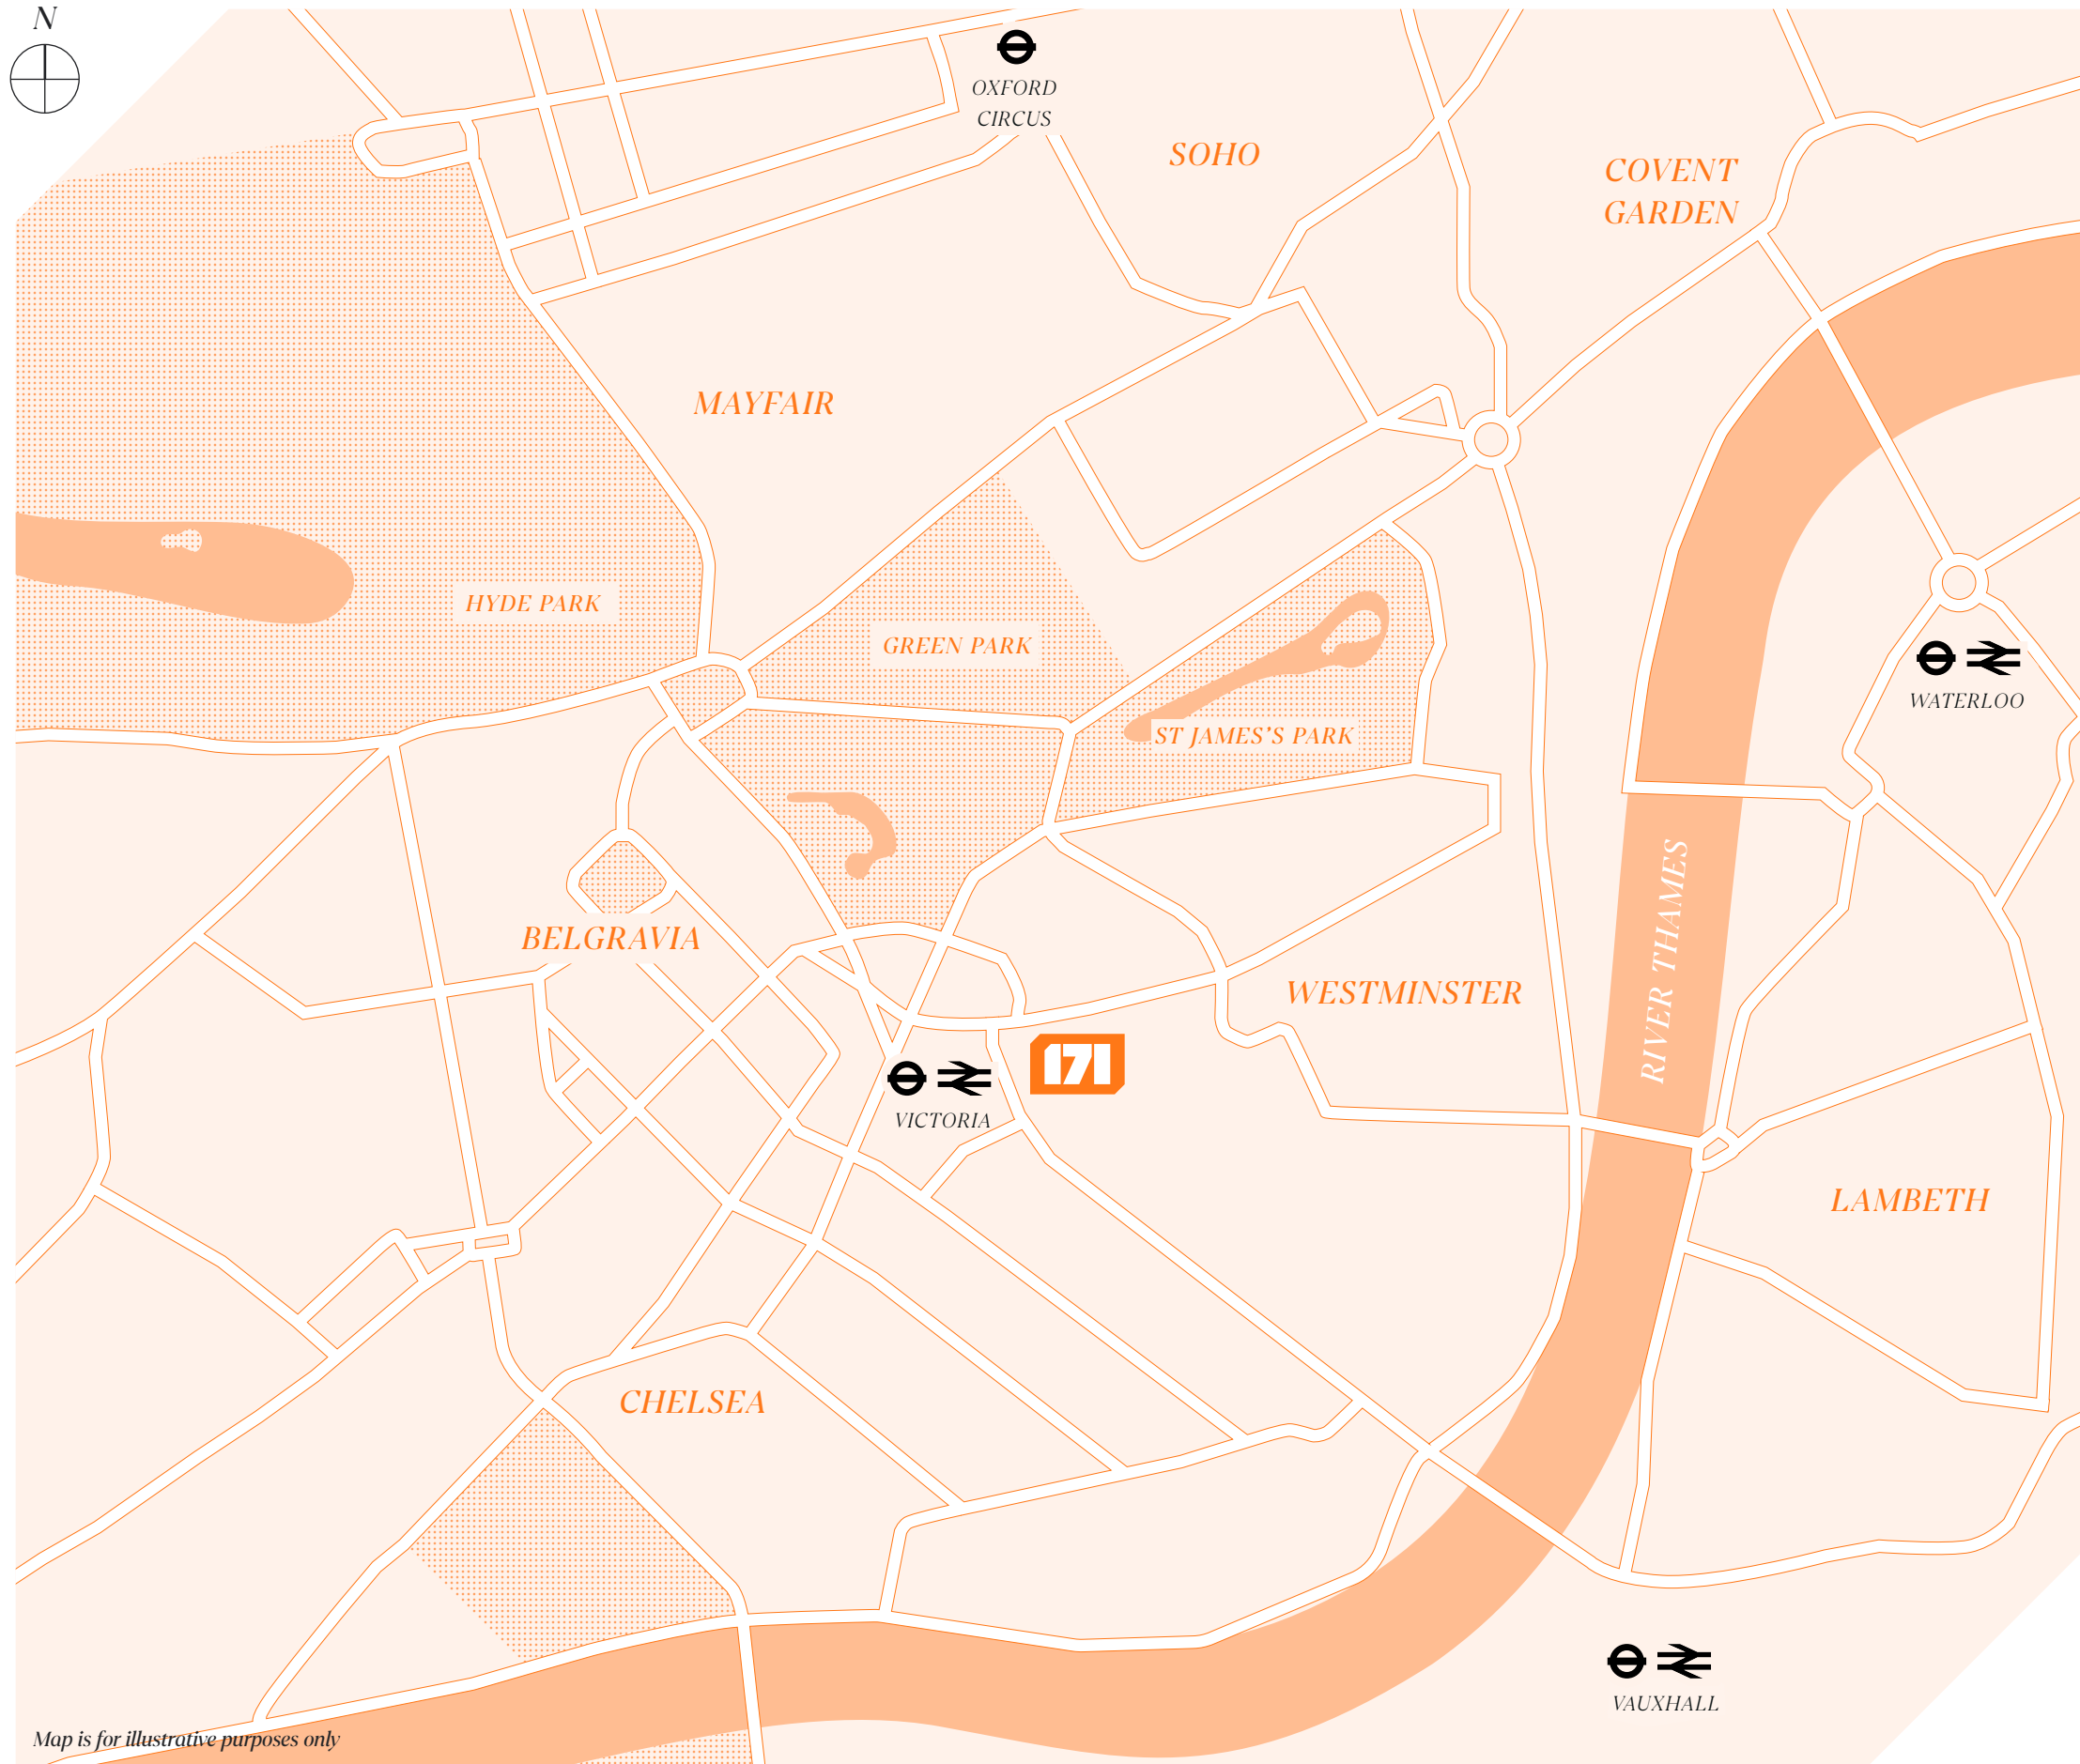 N
OXFORD
CIRCUS
SOHO
COVENT
GARDEN
MAYFAIR
HYDE PARK
GREEN PARK
WATERLOO
ST JAMES’S PARK
RIVER THAMES
BELGRAVIA
WESTMINSTER
171
VICTORIA
LAMBETH
CHELSEA
VAUXHALL
Map is for illustrative purposes only